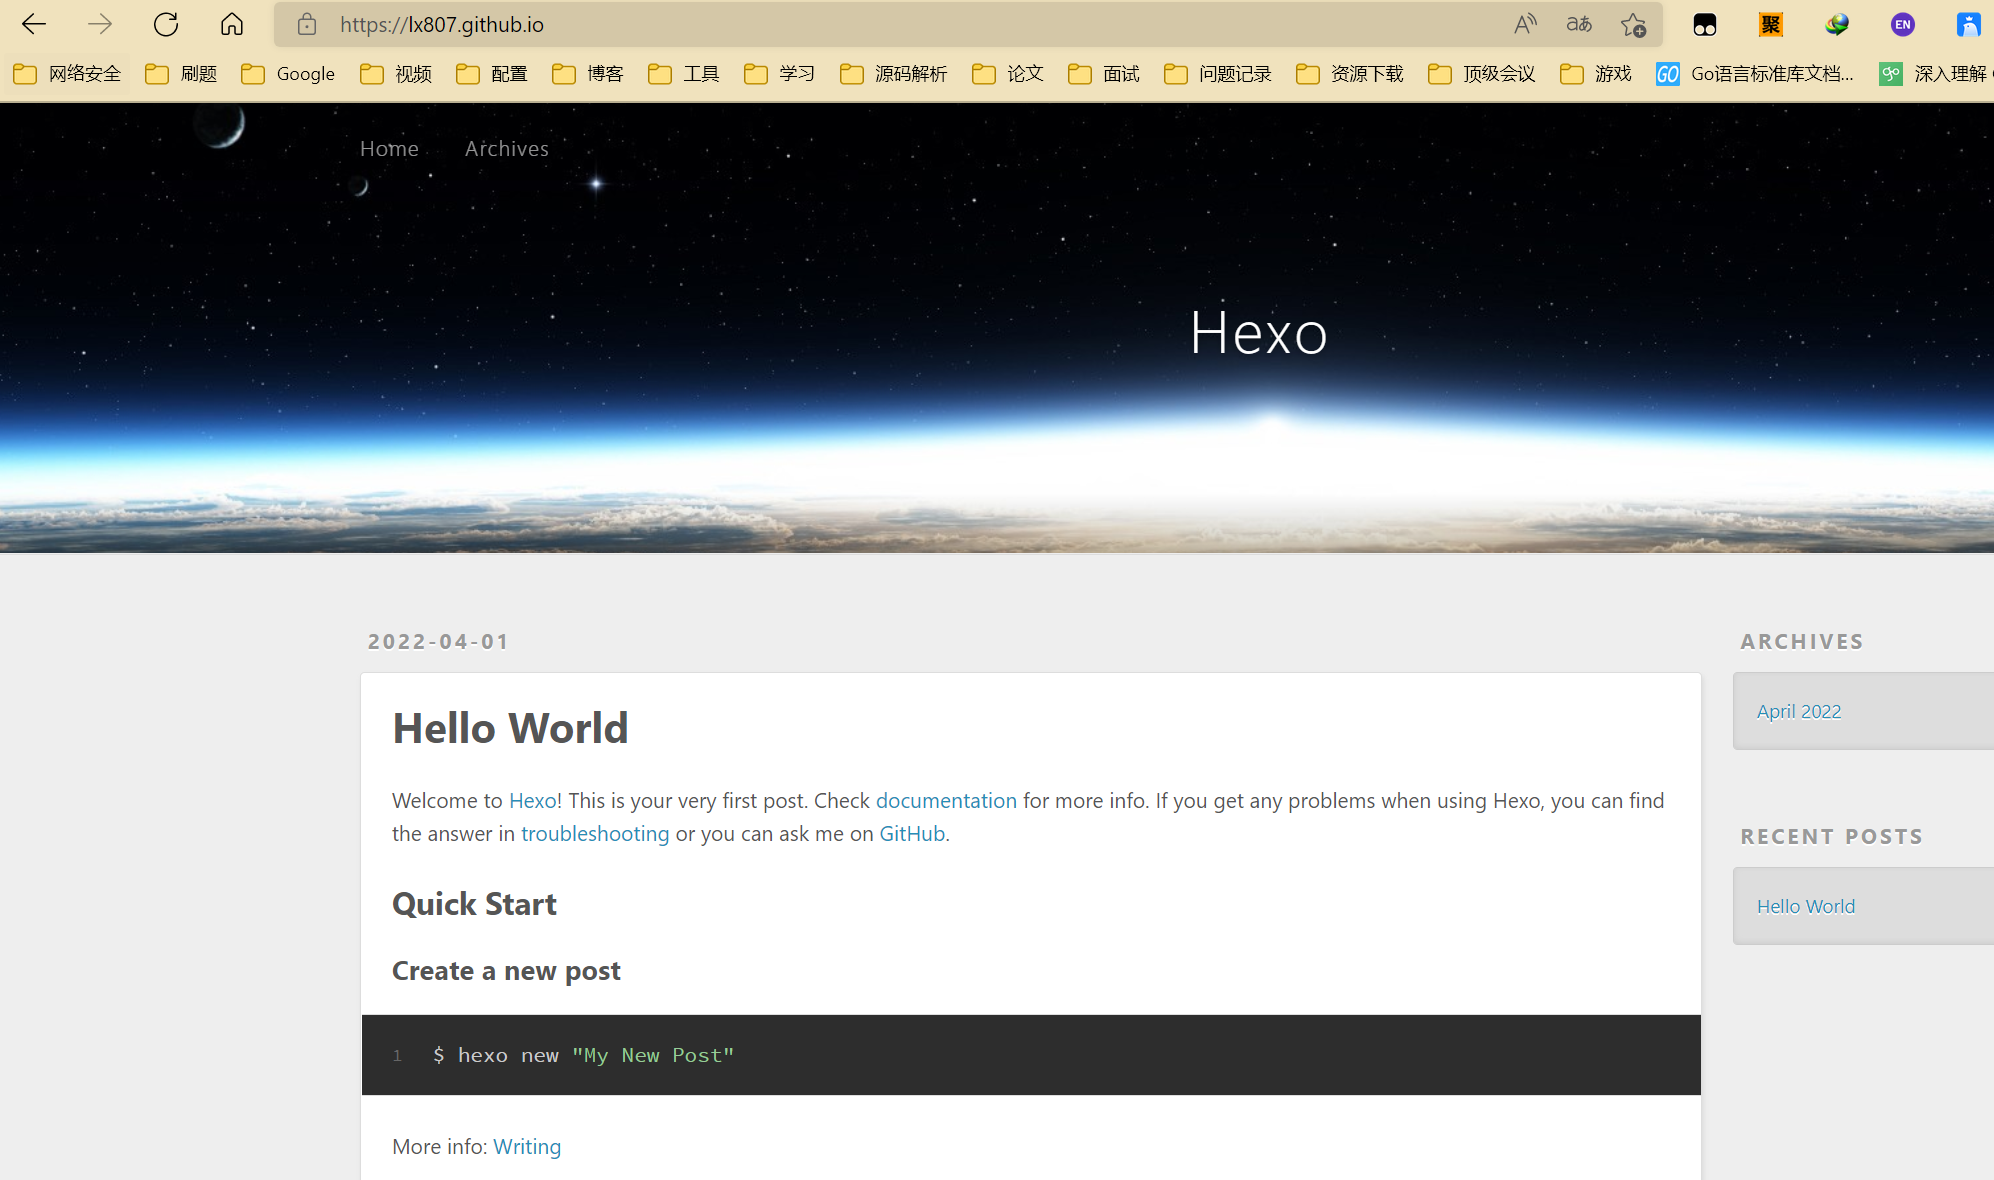 https://lx807.github.io
aあ
聚
EN
网络安全 刷题 Google 视频 配置 博客 工具 学习 源码解析 论文 面试 问题记录 资源下载 顶级会议 游戏 GO Go语言标准库文档... go 深入理解
Home Archives
Hexo
2022-04-01
ARCHIVES
Hello World
April 2022
Welcome to Hexo! This is your very first post. Check documentation for more info. If you get any problems when using Hexo, you can find
the answer in troubleshooting or you can ask me on GitHub.
RECENT POSTS
Quick Start
Hello World
Create a new post
1 $ hexo new "My New Post"
More info: Writing